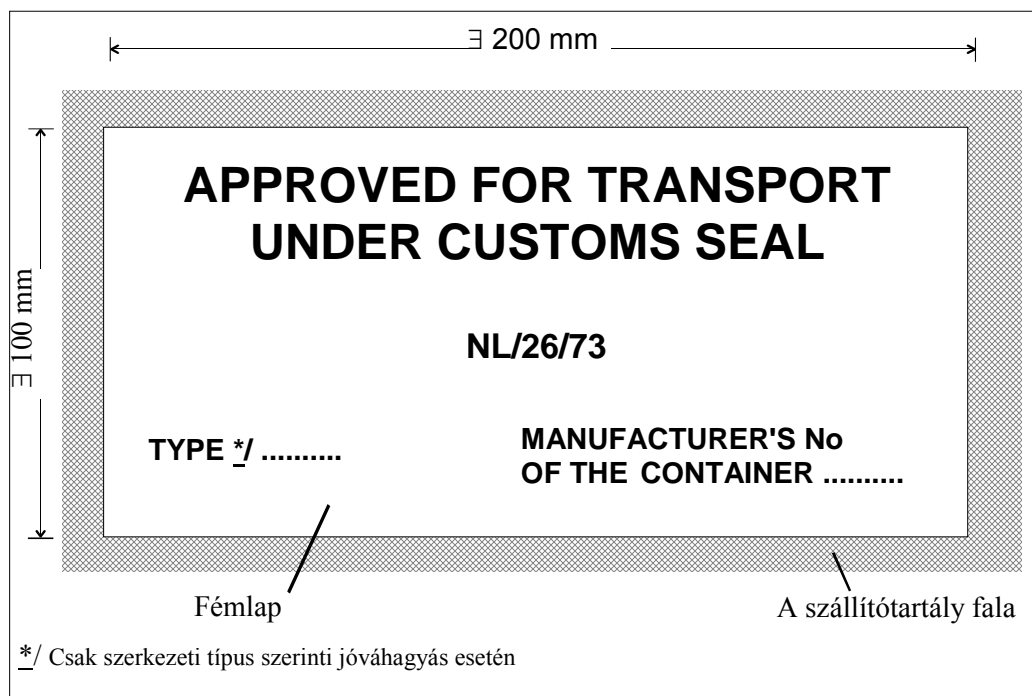 ∃ 200 mm
∃ 100 mm
APPROVED FOR TRANSPORT
UNDER CUSTOMS SEAL
NL/26/73
TYPE */ ..........
MANUFACTURER'S No
OF THE CONTAINER ..........
Fémlap
A szállítótartály fala
*/ Csak szerkezeti típus szerinti jóváhagyás esetén